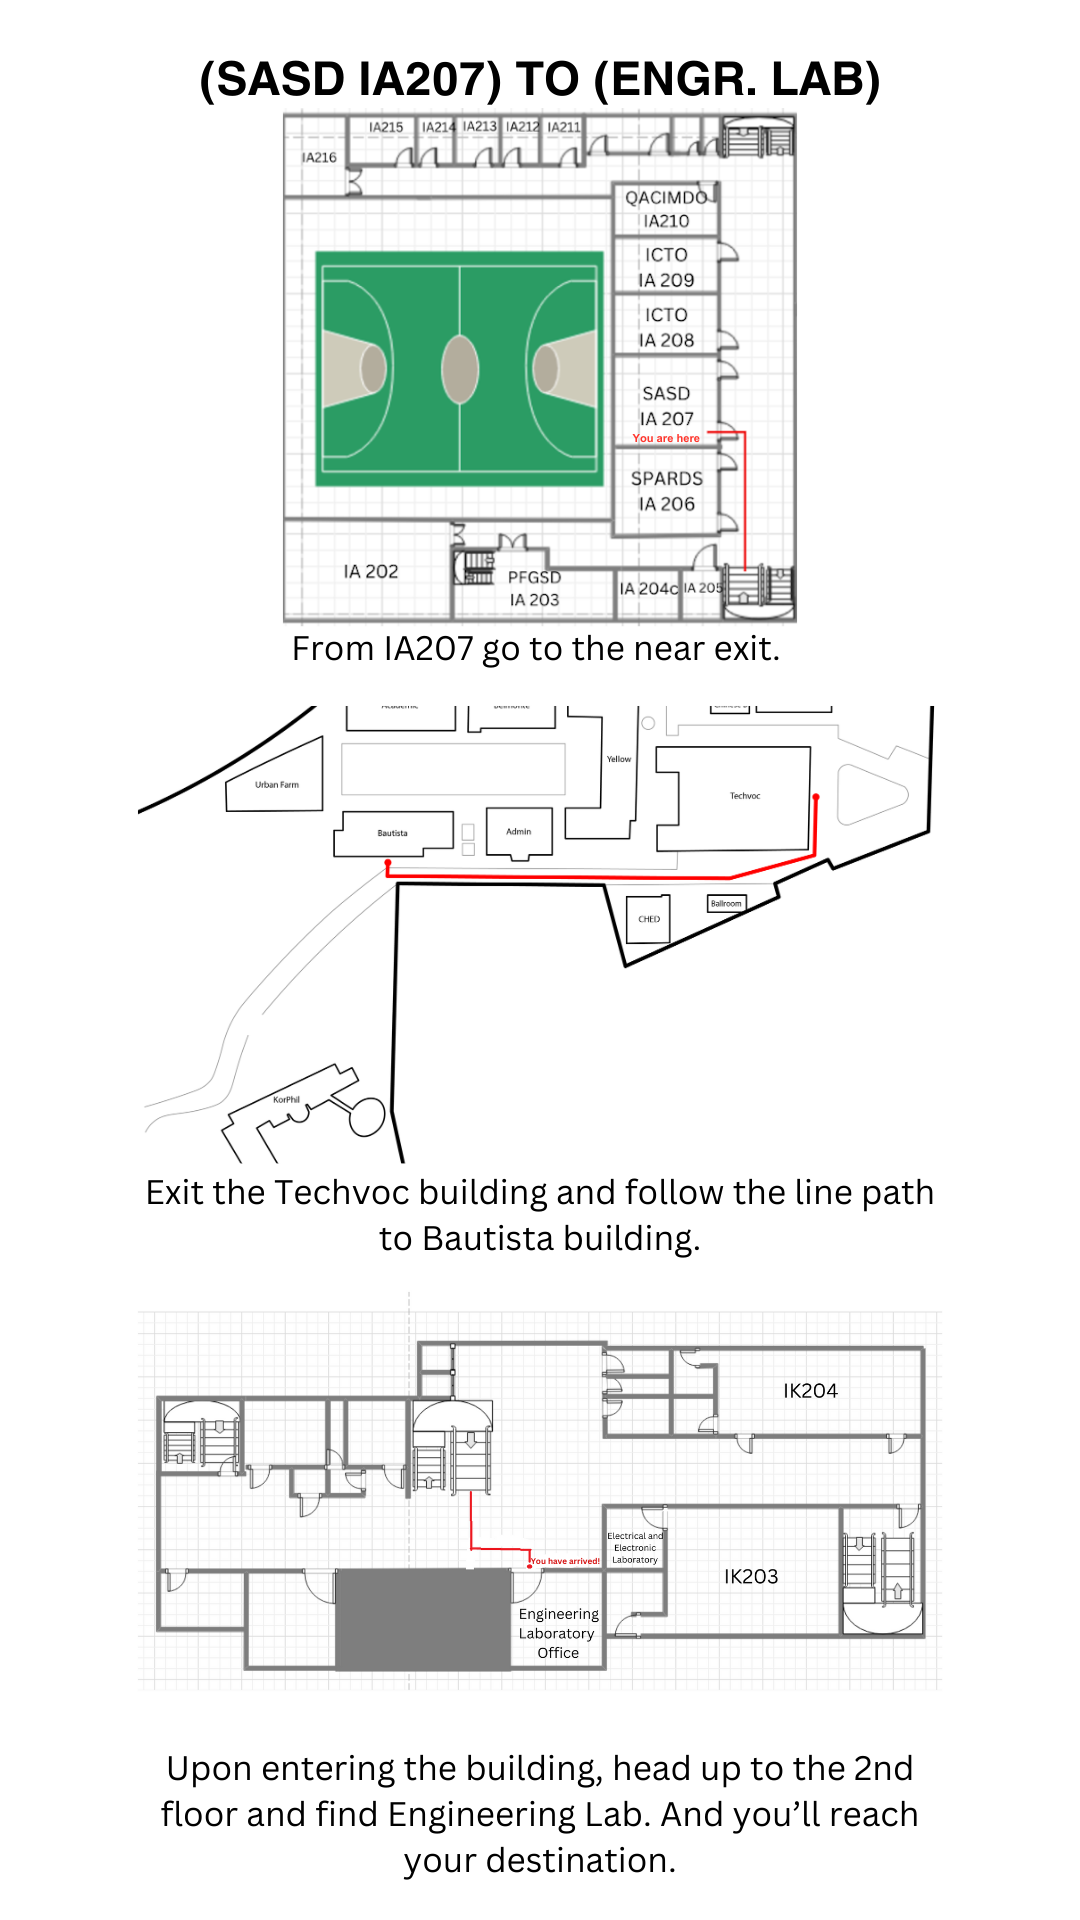 (SASD IA207) TO (ENGR. LAB)
IA215
IA214
IA213
IA212
IA211
IA216
QACIMDO
IA210
ICTO
IA 209
ICTO
IA 208
SASD
IA 207
You are here
SPARDS
IA 206
IA 202
PFGSD
IA 203
IA 204c
IA 205
From IA207 go to the near exit.
Academic
Belmonte
Yellow
Urban Farm
Techvoc
Bautista
Admin
CHED
Ballroom
KorPhil
Exit the Techvoc building and follow the line path
to Bautista building.
IK204
Electrical and
Electronic
Laboratory
You have arrived!
IK203
Engineering
Laboratory
Office
Upon entering the building, head up to the 2nd
floor and find Engineering Lab. And you’ll reach
your destination.